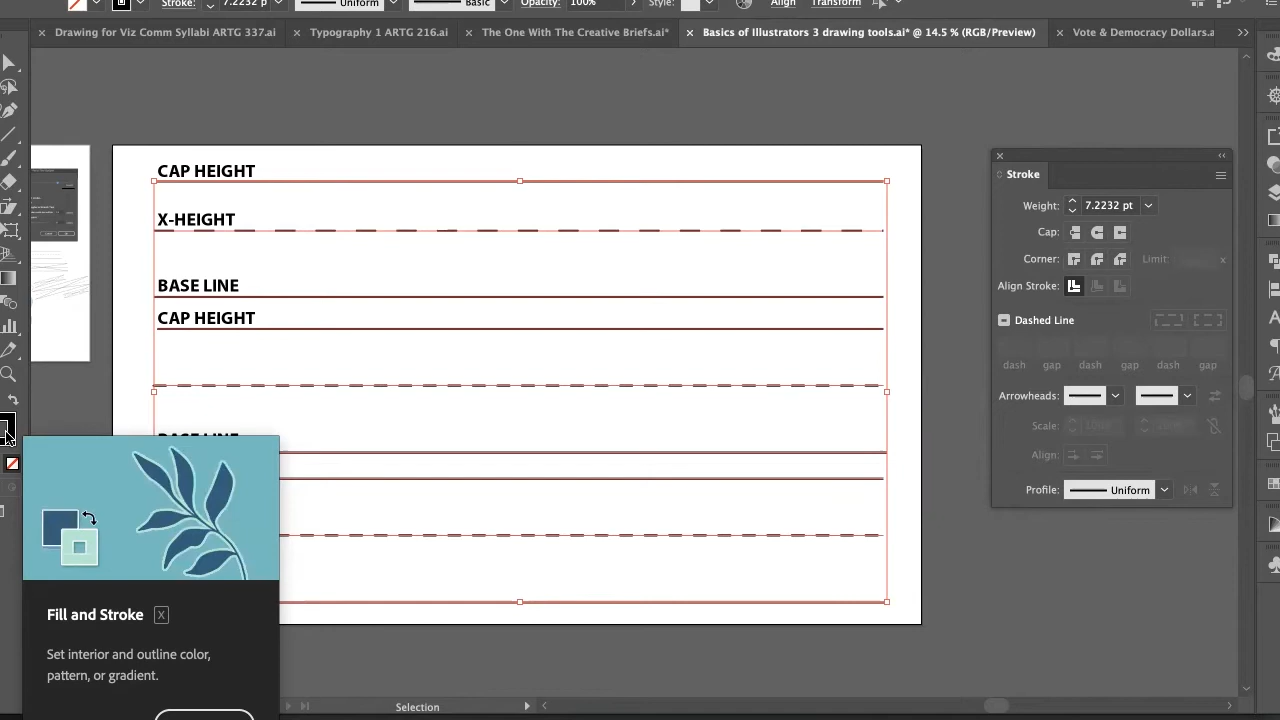 Stroke: 7.2232 p Uniform Basic Opacity: 100% Style: Align Transform
× Drawing for Viz Comm Syllabi ARTG 337.ai × Typography 1 ARTG 216.ai × The One With The Creative Briefs.ai* × Basics of Illustrators 3 drawing tools.ai* @ 14.5 % (RGB/Preview) × Vote & Democracy Dollars.a
CAP HEIGHT
X-HEIGHT
BASE LINE
CAP HEIGHT
BASE LINE
Stroke
Weight: 7.2232 pt
Cap:
Corner: Limit: x
Align Stroke:
Dashed Line
dash gap dash gap dash gap
Arrowheads:
Scale: 100% 100%
Align:
Profile: Uniform
Fill and Stroke X
Set interior and outline color,
pattern, or gradient.
Selection